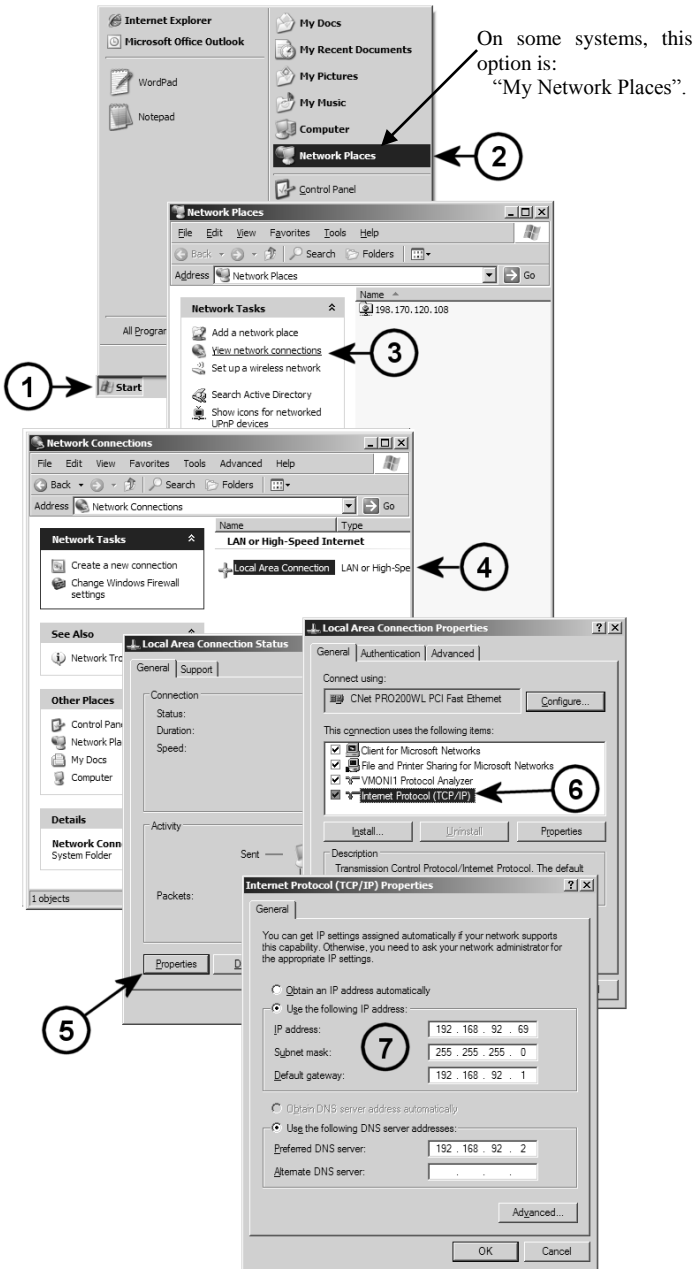 Internet Explorer
Microsoft Office Outlook
WordPad
Notepad
My Docs
My Recent Documents
My Pictures
My Music
Computer
Network Places
Control Panel
On some systems, this
option is:
“My Network Places”.
2
Network Places
File Edit View Favorites Tools Help
Back Search Folders
Address Network Places Go
Name
198.170.120.108
Network Tasks
Add a network place
View network connections
Set up a wireless network
Search Active Directory
Show icons for networked
UPnP devices
3
All Program
1
Start
Network Connections
File Edit View Favorites Tools Advanced Help
Back Search Folders
Address Network Connections Go
Name Type
LAN or High-Speed Internet
Local Area Connection LAN or High-Spe
4
Network Tasks
Create a new connection
Change Windows Firewall
settings
See Also
Network Tro
Other Places
Control Pan
Network Pla
My Docs
Computer
Details
Network Conn
System Folder
1 objects
Local Area Connection Status
General Support
Connection
Status:
Duration:
Speed:
Activity
Sent
Packets:
Properties D
5
Local Area Connection Properties
General Authentication Advanced
Connect using:
CNet PRO200WL PCI Fast Ethernet Configure...
This connection uses the following items:
Client for Microsoft Networks
File and Printer Sharing for Microsoft Networks
VMONI1 Protocol Analyzer
Internet Protocol (TCP/IP)
6
Install... Uninstall Properties
Description
Transmission Control Protocol/Internet Protocol. The default
Internet Protocol (TCP/IP) Properties
General
You can get IP settings assigned automatically if your network supports
this capability. Otherwise, you need to ask your network administrator for
the appropriate IP settings.
Obtain an IP address automatically
Use the following IP address:
IP address: 192 . 168 . 92 . 69
Subnet mask: 255 . 255 . 255 . 0
Default gateway: 192 . 168 . 92 . 1
7
Obtain DNS server address automatically
Use the following DNS server addresses:
Preferred DNS server: 192 . 168 . 92 . 2
Alternate DNS server: . . .
Advanced...
OK Cancel